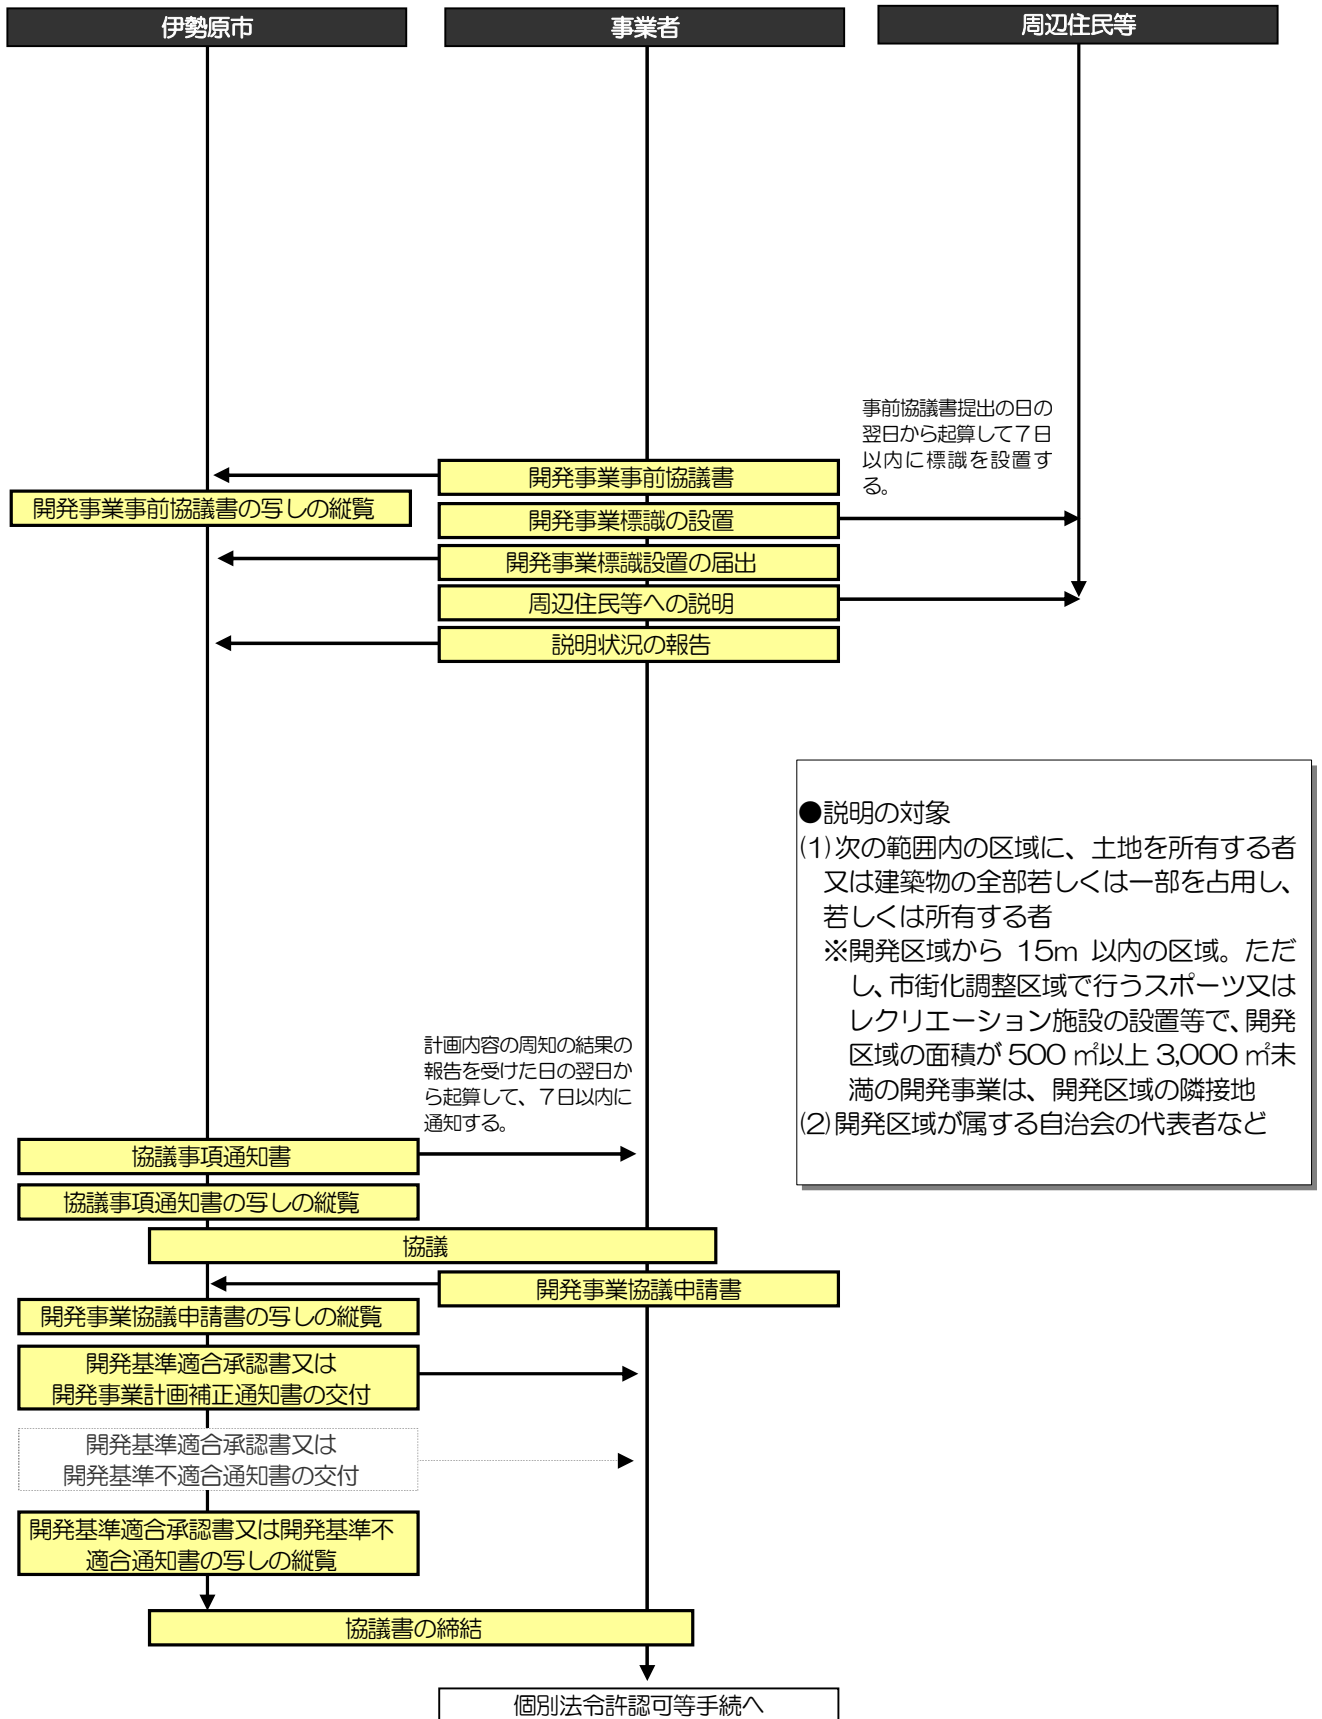 伊勢原市
事業者
周辺住民等
事前協議書提出の日の
翌日から起算して７日
以内に標識を設置す
る。
開発事業事前協議書
開発事業事前協議書の写しの縦覧
開発事業標識の設置
開発事業標識設置の届出
周辺住民等への説明
説明状況の報告
●説明の対象
(1)次の範囲内の区域に、土地を所有する者
又は建築物の全部若しくは一部を占用し、
若しくは所有する者
※開発区域から 15m 以内の区域。ただ
し、市街化調整区域で行うスポーツ又は
レクリエーション施設の設置等で、開発
区域の面積が 500 ㎡以上 3,000 ㎡未
満の開発事業は、開発区域の隣接地
(2)開発区域が属する自治会の代表者など
計画内容の周知の結果の
報告を受けた日の翌日か
ら起算して、７日以内に
通知する。
協議事項通知書
協議事項通知書の写しの縦覧
協議
開発事業協議申請書
開発事業協議申請書の写しの縦覧
開発基準適合承認書又は
開発事業計画補正通知書の交付
開発基準適合承認書又は
開発基準不適合通知書の交付
開発基準適合承認書又は開発基準不
適合通知書の写しの縦覧
協議書の締結
個別法令許認可等手続へ